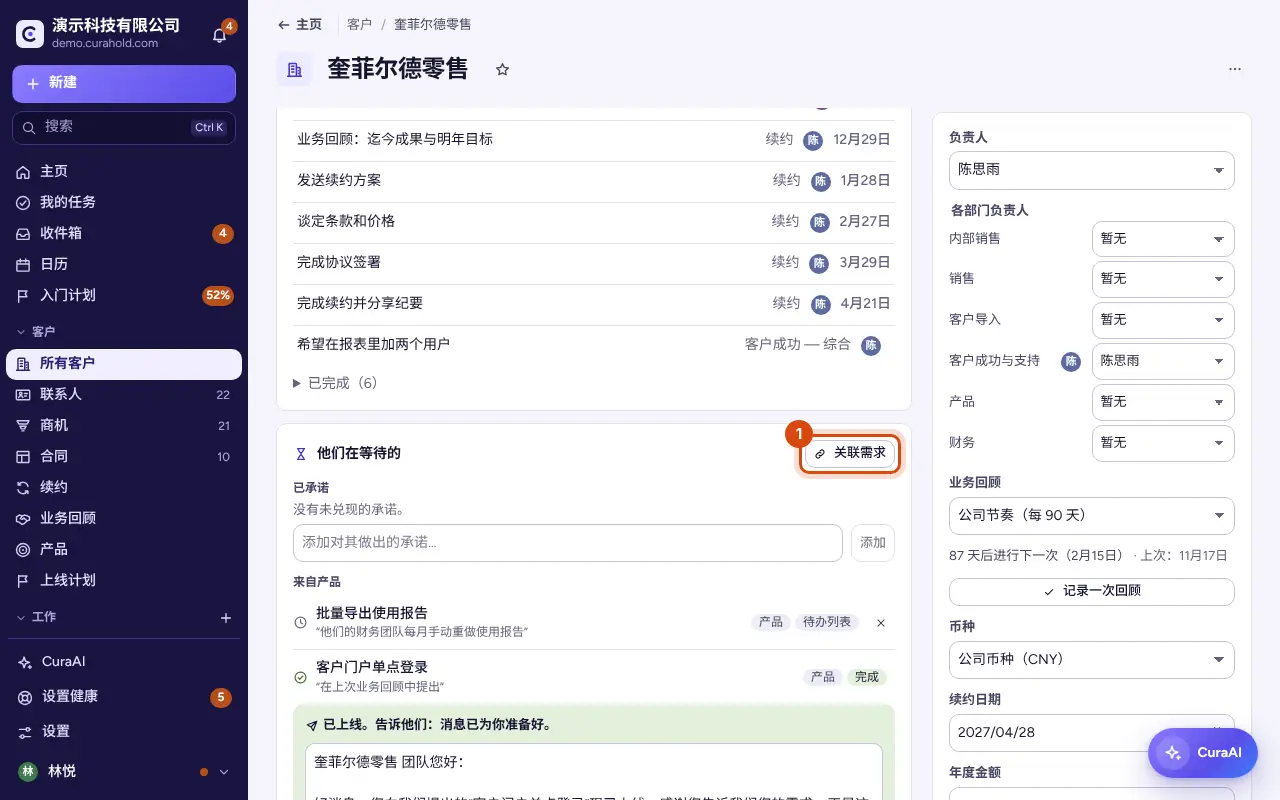 演示科技有限公司
demo.curahold.com
4
新建
搜索
Ctrl K
主页
我的任务
收件箱
4
日历
入门计划
52%
客户
所有客户
联系人
22
商机
21
合同
10
续约
业务回顾
产品
上线计划
工作
CuraAI
设置健康
5
设置
林
林悦
主页
客户 / 奎菲尔德零售
奎菲尔德零售
业务回顾：迄今成果与明年目标 续约 陈 12月29日
发送续约方案 续约 陈 1月28日
谈定条款和价格 续约 陈 2月27日
完成协议签署 续约 陈 3月29日
完成续约并分享纪要 续约 陈 4月21日
希望在报表里加两个用户 客户成功 — 综合 陈
已完成（6）
他们在等待的
1
关联需求
已承诺
没有未兑现的承诺。
添加对其做出的承诺…
添加
来自产品
批量导出使用报告
“他们的财务团队每月手动重做使用报告”
产品 待办列表
客户门户单点登录
“在上次业务回顾中提出”
产品 完成
已上线。告诉他们：消息已为你准备好。
奎菲尔德零售 团队您好：
负责人
陈思雨
各部门负责人
内部销售 暂无
销售 暂无
客户导入 暂无
客户成功与支持 陈 陈思雨
产品 暂无
财务 暂无
业务回顾
公司节奏（每 90 天）
87 天后进行下一次（2月15日） · 上次：11月17日
记录一次回顾
币种
公司币种（CNY）
续约日期
2027/04/28
年度金额
CuraAI